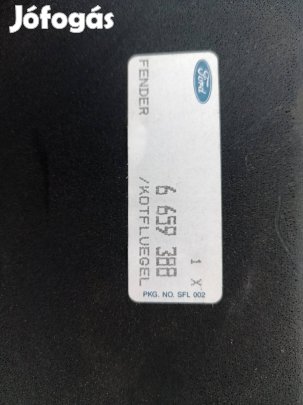 Jófogás
Ford
FENDER /KOTFLUEGEL
6 659 388
1 X
PKG. NO. SFL 002